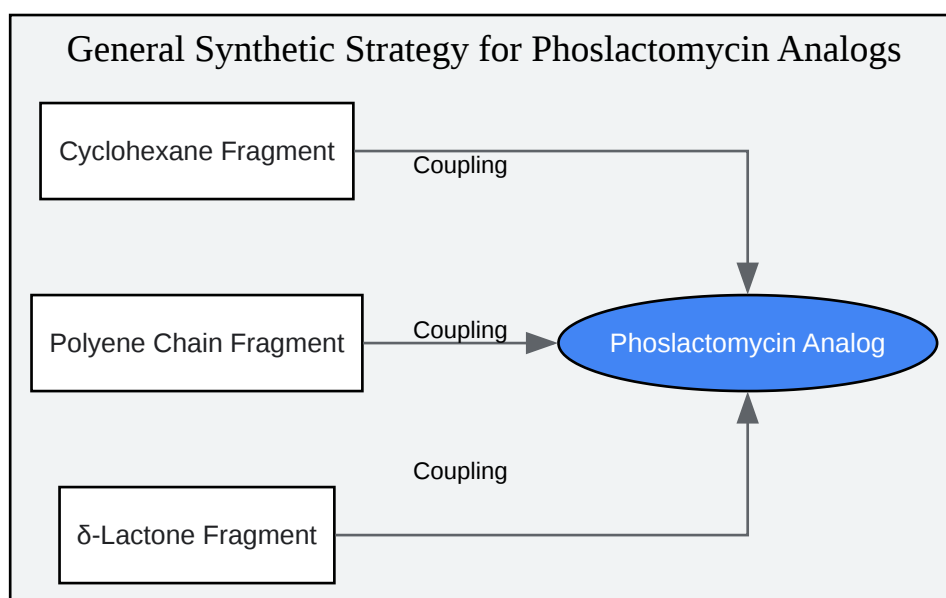 General Synthetic Strategy for Phoslactomycin Analogs
Cyclohexane Fragment
Coupling
Polyene Chain Fragment
Coupling
Phoslactomycin Analog
Coupling
δ-Lactone Fragment